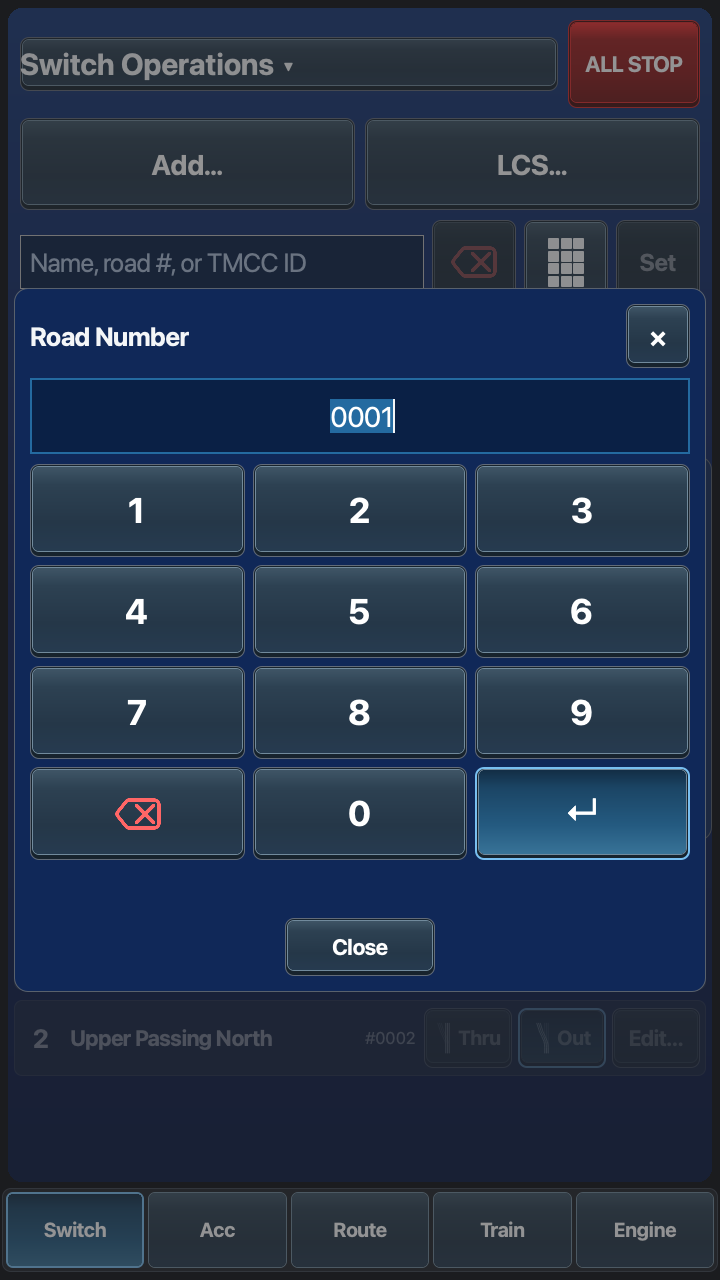 Switch Operations ▾
ALL STOP
Add...
LCS...
Name, road #, or TMCC ID
Set
Road Number
×
0001
1 2 3
4 5 6
7 8 9
0
Close
2 Upper Passing North #0002 Thru Out Edit...
Switch Acc Route Train Engine